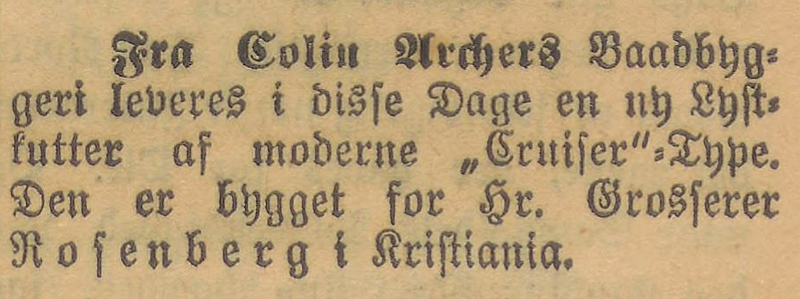 Fra Colin Archers Baadbyg-
geri leveres i disse Dage en ny Lyst-
kutter af moderne „Cruiser“-Type.
Den er bygget for Hr. Grosserer
Rosenberg i Kristiania.